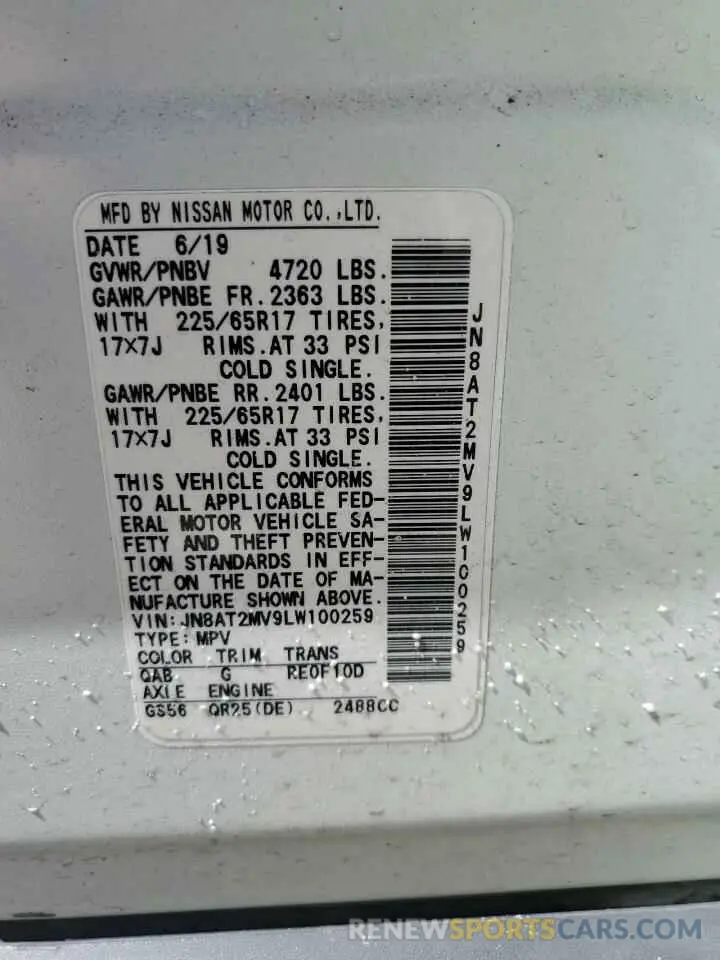 MFD BY NISSAN MOTOR CO.,LTD.
DATE 6/19
GVWR/PNBV 4720 LBS.
GAWR/PNBE FR.2363 LBS.
WITH 225/65R17 TIRES,
17×7J RIMS.AT 33 PSI
COLD SINGLE.
GAWR/PNBE RR.2401 LBS.
WITH 225/65R17 TIRES,
17×7J RIMS.AT 33 PSI
COLD SINGLE.
THIS VEHICLE CONFORMS
TO ALL APPLICABLE FED-
ERAL MOTOR VEHICLE SA-
FETY AND THEFT PREVEN-
TION STANDARDS IN EFF-
ECT ON THE DATE OF MA-
NUFACTURE SHOWN ABOVE.
VIN:JN8AT2MV9LW100259
TYPE:MPV
COLOR TRIM TRANS
QAB G RE0F10D
AXLE ENGINE
GS56 QR25(DE) 2488CC
JN8AT2MV9LW100259
RENEWSPORTSCARS.COM